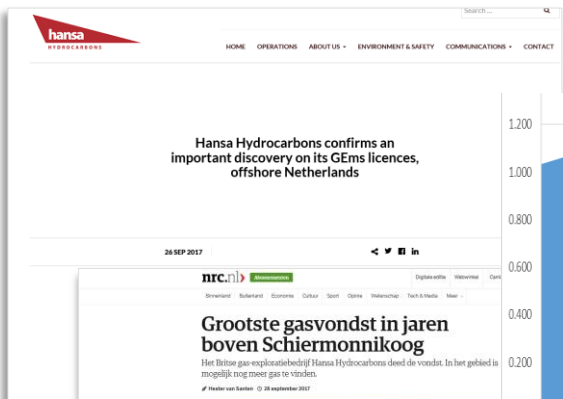 Search ...
hansa
HYDROCARBONS
HOME OPERATIONS ABOUT US ENVIRONMENT & SAFETY COMMUNICATIONS CONTACT
Hansa Hydrocarbons confirms an
important discovery on its GEms licences,
offshore Netherlands
26 SEP 2017
1.200
1.000
0.800
0.600
0.400
0.200
nrc.nl
Digitale editie Webwinkel
Binnenland Buitenland Economie Cultuur Sport Opinie Wetenschap Tech & Media Meer
Grootste gasvondst in jaren
boven Schiermonnikoog
Het Britse gas-exploratiebedrijf Hansa Hydrocarbons deed de vondst. In het gebied is
mogelijk nog meer gas te vinden.
Hester van Santen 26 september 2017